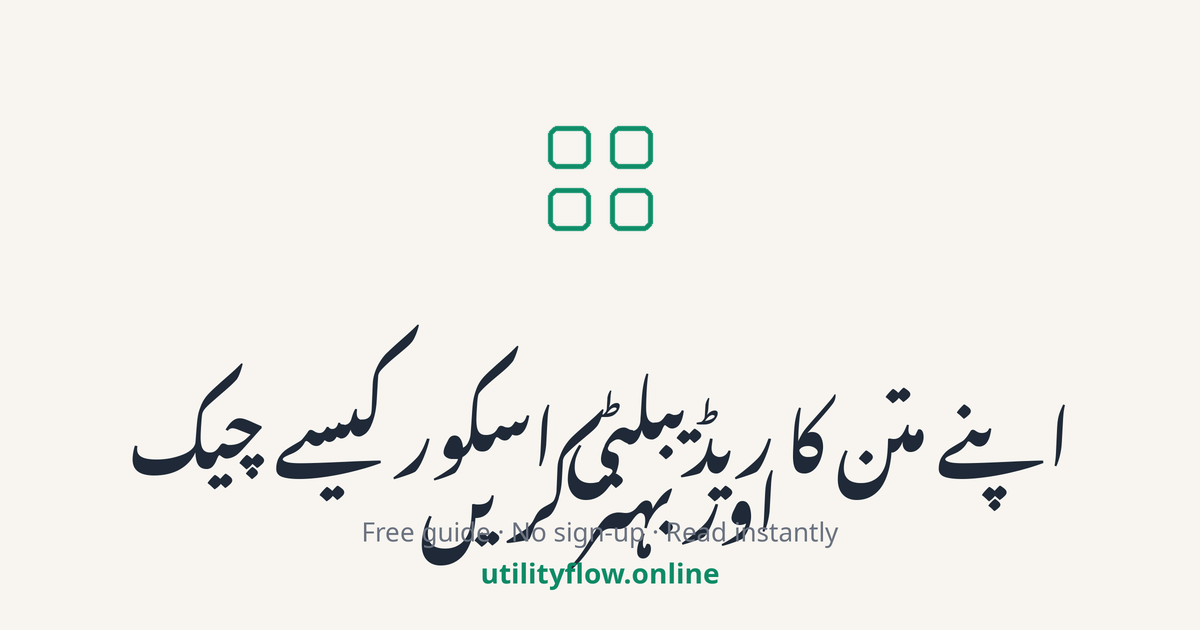 اپنے متن کا ریڈیبلٹی اسکور کیسے چیک
اور بہتر کریں
Free guide · No sign-up · Read instantly
utilityflow.online